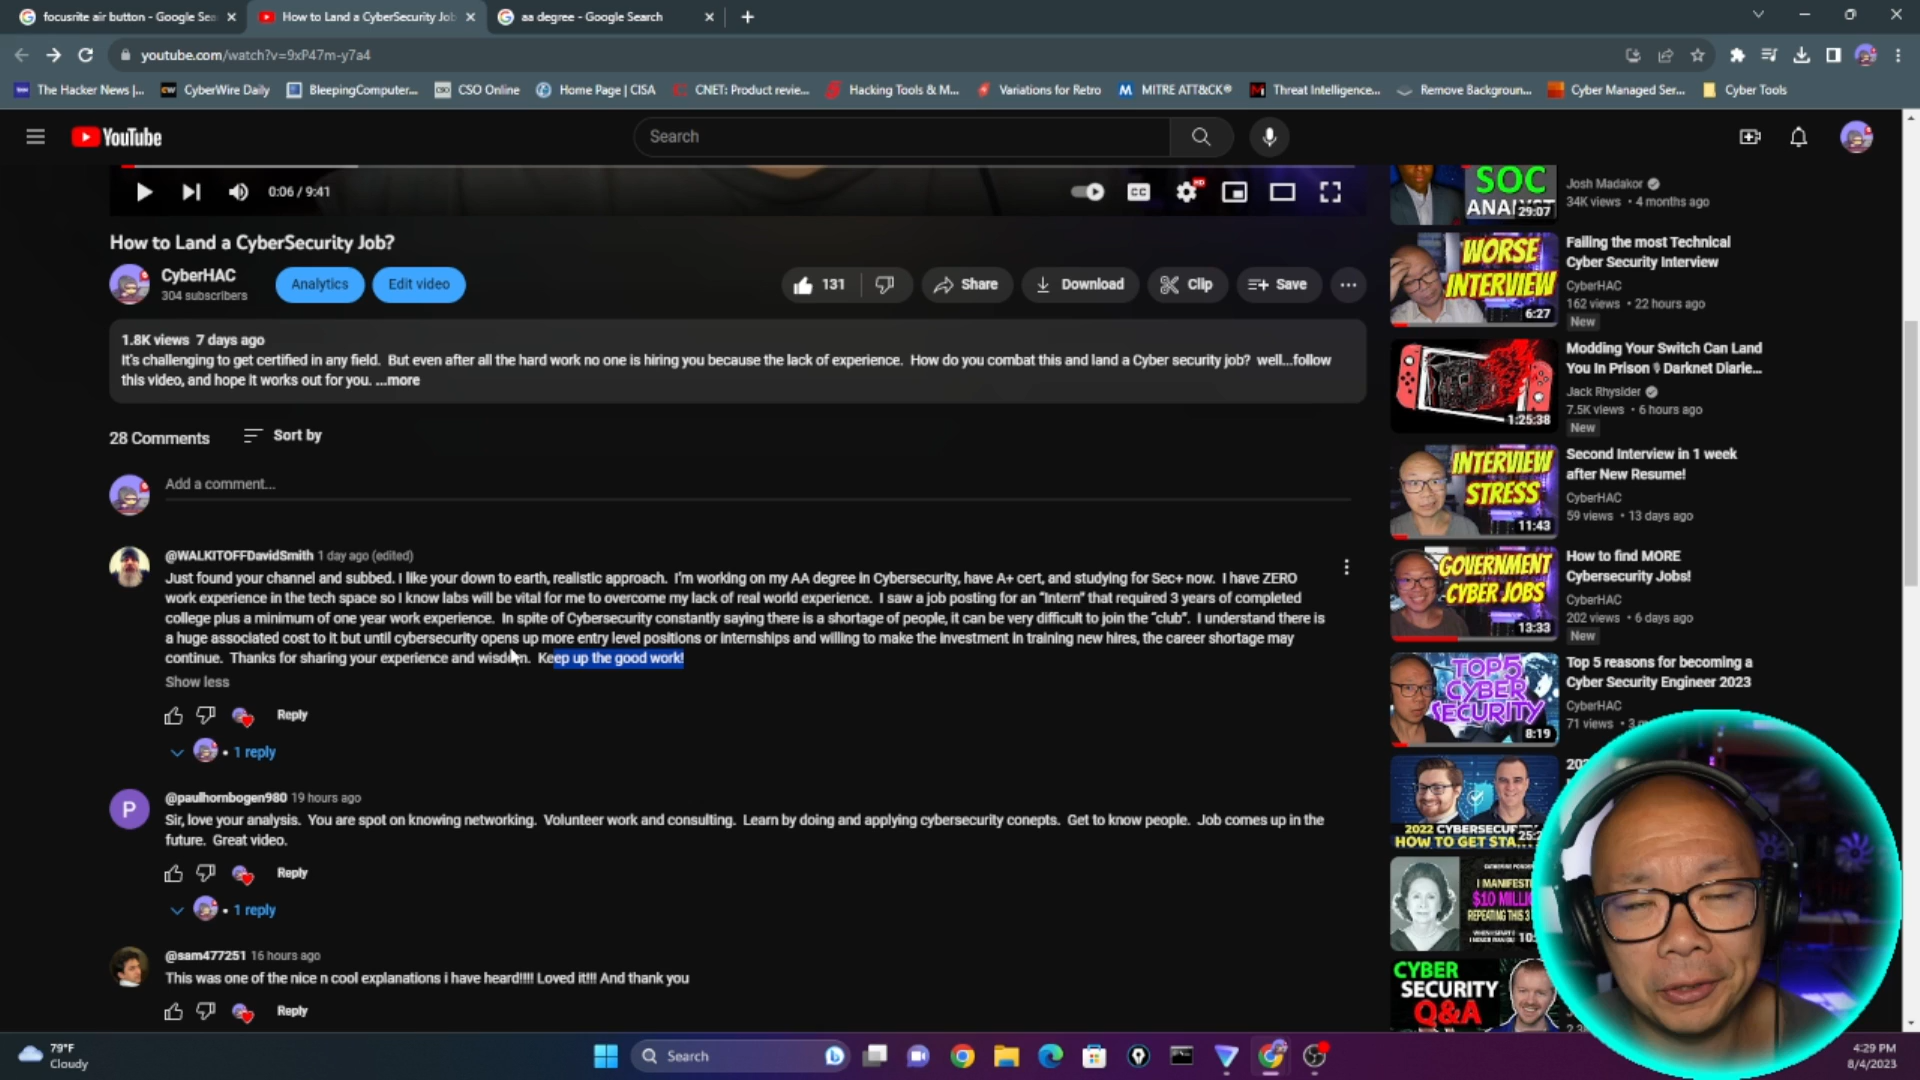 focusrite air button - Google Sea
How to Land a CyberSecurity Job
aa degree - Google Search
youtube.com/watch?v=9xP47m-y7a4
The Hacker News |...
CyberWire Daily
BleepingComputer...
CSO Online
Home Page | CISA
CNET: Product revie...
Hacking Tools & M...
Variations for Retro
MITRE ATT&CK®
Threat Intelligence...
Remove Backgroun...
Cyber Managed Ser...
Cyber Tools
YouTube
Search
0:06 / 9:41
CC
HD
How to Land a CyberSecurity Job?
CyberHAC
304 subscribers
Analytics
Edit video
131
Share
Download
Clip
Save
1.8K views 7 days ago
It's challenging to get certified in any field. But even after all the hard work no one is hiring you because the lack of experience. How do you combat this and land a Cyber security job? well...follow
this video, and hope it works out for you. ...more
28 Comments
Sort by
Add a comment...
@WALKITOFFDavidSmith 1 day ago (edited)
Just found your channel and subbed. I like your down to earth, realistic approach. I'm working on my AA degree in Cybersecurity, have A+ cert, and studying for Sec+ now. I have ZERO
work experience in the tech space so I know labs will be vital for me to overcome my lack of real world experience. I saw a job posting for an "Intern" that required 3 years of completed
college plus a minimum of one year work experience. In spite of Cybersecurity constantly saying there is a shortage of people, it can be very difficult to join the "club". I understand there is
a huge associated cost to it but until cybersecurity opens up more entry level positions or internships and willing to make the investment in training new hires, the career shortage may
continue. Thanks for sharing your experience and wisdom. Keep up the good work!
Show less
Reply
1 reply
P
@paulhornbogen980 19 hours ago
Sir, love your analysis. You are spot on knowing networking. Volunteer work and consulting. Learn by doing and applying cybersecurity conepts. Get to know people. Job comes up in the
future. Great video.
Reply
1 reply
@sam477251 16 hours ago
This was one of the nice n cool explanations i have heard!!!! Loved it!!! And thank you
Reply
SOC
ANALYST
29:07
Josh Madakor
34K views • 4 months ago
WORSE
INTERVIEW
6:27
Failing the most Technical
Cyber Security Interview
CyberHAC
162 views • 22 hours ago
New
1:25:38
Modding Your Switch Can Land
You In Prison Darknet Diarie...
Jack Rhysider
7.5K views • 6 hours ago
New
INTERVIEW
STRESS
11:43
Second Interview in 1 week
after New Resume!
CyberHAC
59 views • 13 days ago
GOVERNMENT
CYBER JOBS
13:33
How to find MORE
Cybersecurity Jobs!
CyberHAC
202 views • 6 days ago
New
TOP 5
CYBER
SECURITY
8:19
Top 5 reasons for becoming a
Cyber Security Engineer 2023
CyberHAC
71 views • 3
2022 CYBERSECUR
HOW TO GET STA
25:2
202
I MANIFEST
$10 MILLI
REPEATING THIS 3
10:
CYBER
SECURITY
Q&A
79°F
Cloudy
Search
4:29 PM
8/4/2023